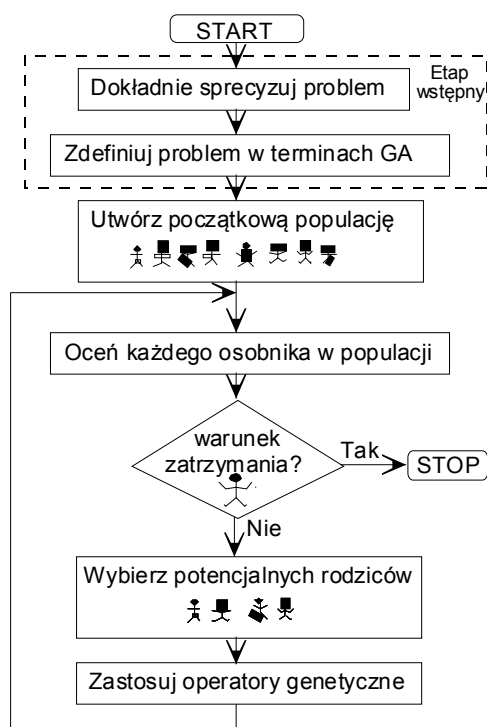 START
Dokładnie sprecyzuj problem
Etap
wstępny
Zdefiniuj problem w terminach GA
Utwórz początkową populację
Oceń każdego osobnika w populacji
warunek
zatrzymania?
Tak
STOP
Nie
Wybierz potencjalnych rodziców
Zastosuj operatory genetyczne